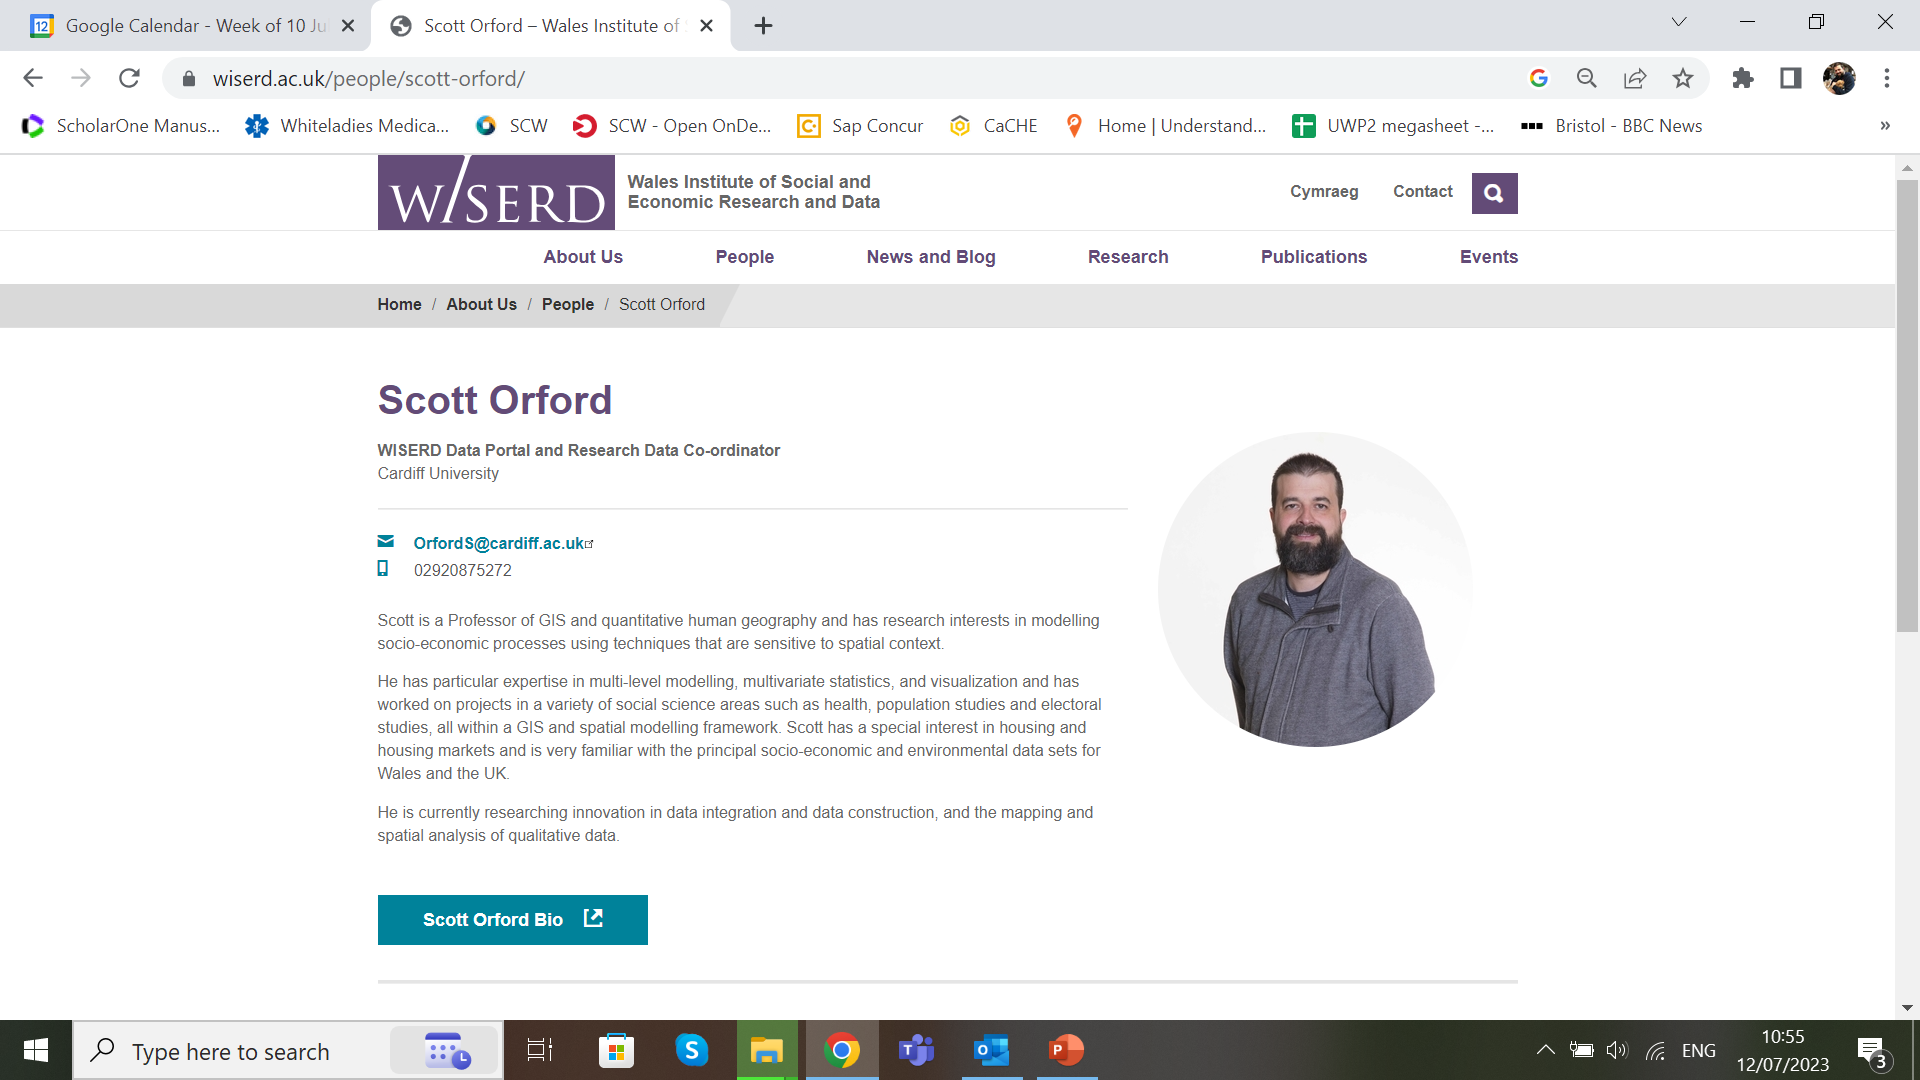 Google Calendar - Week of 10 Ju
Scott Orford – Wales Institute of
wiserd.ac.uk/people/scott-orford/
ScholarOne Manus...
Whiteladies Medica...
SCW
SCW - Open OnDe...
Sap Concur
CaCHE
Home | Understand...
UWP2 megasheet -...
Bristol - BBC News
»
WISERD
Wales Institute of Social and
Economic Research and Data
Cymraeg
Contact
About Us
People
News and Blog
Research
Publications
Events
Home / About Us / People / Scott Orford
Scott Orford
WISERD Data Portal and Research Data Co-ordinator
Cardiff University
OrfordS@cardiff.ac.uk
02920875272
Scott is a Professor of GIS and quantitative human geography and has research interests in modelling
socio-economic processes using techniques that are sensitive to spatial context.
He has particular expertise in multi-level modelling, multivariate statistics, and visualization and has
worked on projects in a variety of social science areas such as health, population studies and electoral
studies, all within a GIS and spatial modelling framework. Scott has a special interest in housing and
housing markets and is very familiar with the principal socio-economic and environmental data sets for
Wales and the UK.
He is currently researching innovation in data integration and data construction, and the mapping and
spatial analysis of qualitative data.
Scott Orford Bio
Type here to search
ENG
10:55
12/07/2023
3